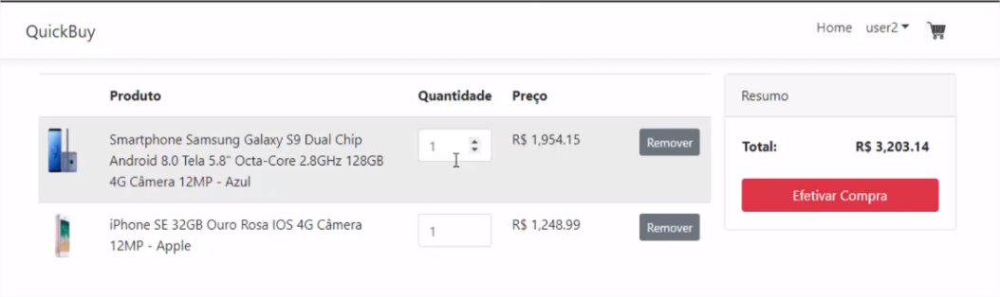 QuickBuy
Home user2
Produto Quantidade Preço
Smartphone Samsung Galaxy S9 Dual Chip
Android 8.0 Tela 5.8" Octa-Core 2.8GHz 128GB
4G Câmera 12MP - Azul
1
R$ 1,954.15
Remover
iPhone SE 32GB Ouro Rosa IOS 4G Câmera
12MP - Apple
1
R$ 1,248.99
Remover
Resumo
Total: R$ 3,203.14
Efetivar Compra